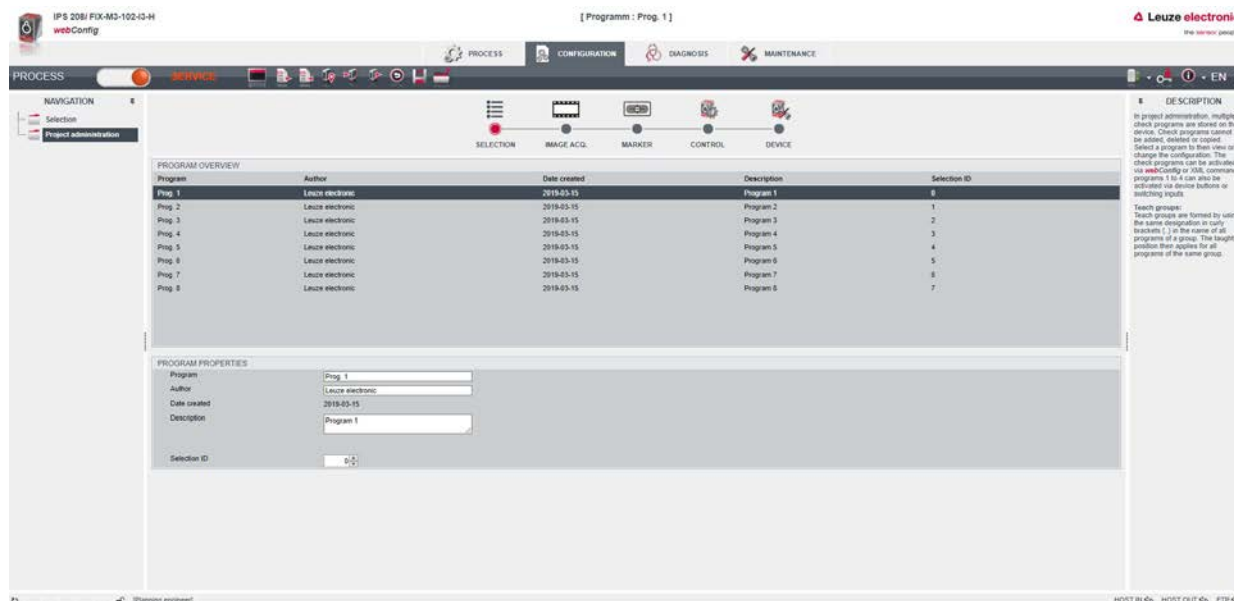 IPS 208i FIX-M3-102-I3-H
webConfig
[ Programm : Prog. 1 ]
Leuze electronic
the sensor people
PROCESS
CONFIGURATION
DIAGNOSIS
MAINTENANCE
PROCESS
SERVICE
EN
NAVIGATION
Selection
Project administration
SELECTION
IMAGE ACQ.
MARKER
CONTROL
DEVICE
PROGRAM OVERVIEW
Program Author Date created Description Selection ID
Prog. 1 Leuze electronic 2019-03-15 Program 1 0
Prog. 2 Leuze electronic 2019-03-15 Program 2 1
Prog. 3 Leuze electronic 2019-03-15 Program 3 2
Prog. 4 Leuze electronic 2019-03-15 Program 4 3
Prog. 5 Leuze electronic 2019-03-15 Program 5 4
Prog. 6 Leuze electronic 2019-03-15 Program 6 5
Prog. 7 Leuze electronic 2019-03-15 Program 7 6
Prog. 8 Leuze electronic 2019-03-15 Program 8 7
PROGRAM PROPERTIES
Program Prog. 1
Author Leuze electronic
Date created 2019-03-15
Description Program 1
Selection ID 0
DESCRIPTION
In project administration, multiple
check programs are stored on the
device. Check programs cannot
be added, deleted or copied.
Select a program to then view or
change the configuration. The
check programs can be activated
via webConfig or XML command
programs 1 to 4 can also be
activated via device buttons or
switching inputs.
Teach groups:
Teach groups are formed by using
the same designation in curly
brackets {..} in the name of all
programs of a group. The taught
position then applies for all
programs of the same group.
HOST IN HOST OUT FTP